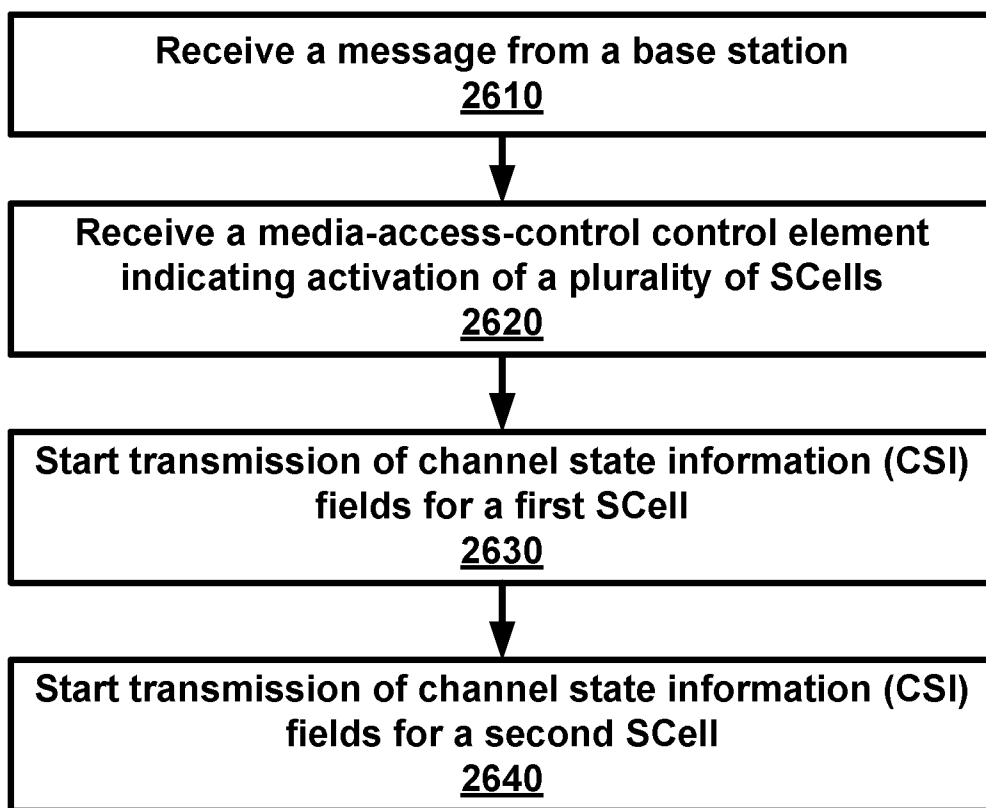 Receive a message from a base station
2610
Receive a media-access-control control element
indicating activation of a plurality of SCells
2620
Start transmission of channel state information (CSI)
fields for a first SCell
2630
Start transmission of channel state information (CSI)
fields for a second SCell
2640